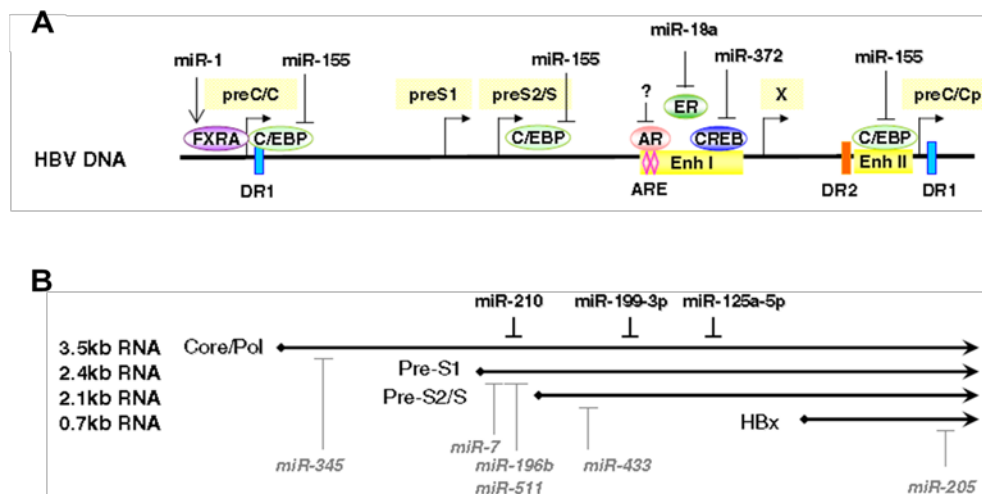 A
miR-18a
miR-1 miR-155 miR-155 miR-372 miR-155
preC/C preS1 preS2/S ? ER X preC/Cp
FXRA C/EBP C/EBP AR CREB C/EBP
HBV DNA Enh I Enh II
DR1 ARE DR2 DR1
B
miR-210 miR-199-3p miR-125a-5p
3.5kb RNA Core/Pol
2.4kb RNA Pre-S1
2.1kb RNA Pre-S2/S
0.7kb RNA HBx
miR-7
miR-345 miR-196b miR-433
miR-511 miR-205